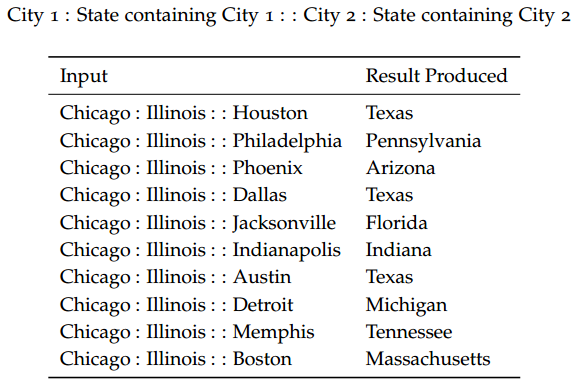 City 1 : State containing City 1 : : City 2 : State containing City 2
Input Result Produced
Chicago : Illinois : : Houston Texas
Chicago : Illinois : : Philadelphia Pennsylvania
Chicago : Illinois : : Phoenix Arizona
Chicago : Illinois : : Dallas Texas
Chicago : Illinois : : Jacksonville Florida
Chicago : Illinois : : Indianapolis Indiana
Chicago : Illinois : : Austin Texas
Chicago : Illinois : : Detroit Michigan
Chicago : Illinois : : Memphis Tennessee
Chicago : Illinois : : Boston Massachusetts